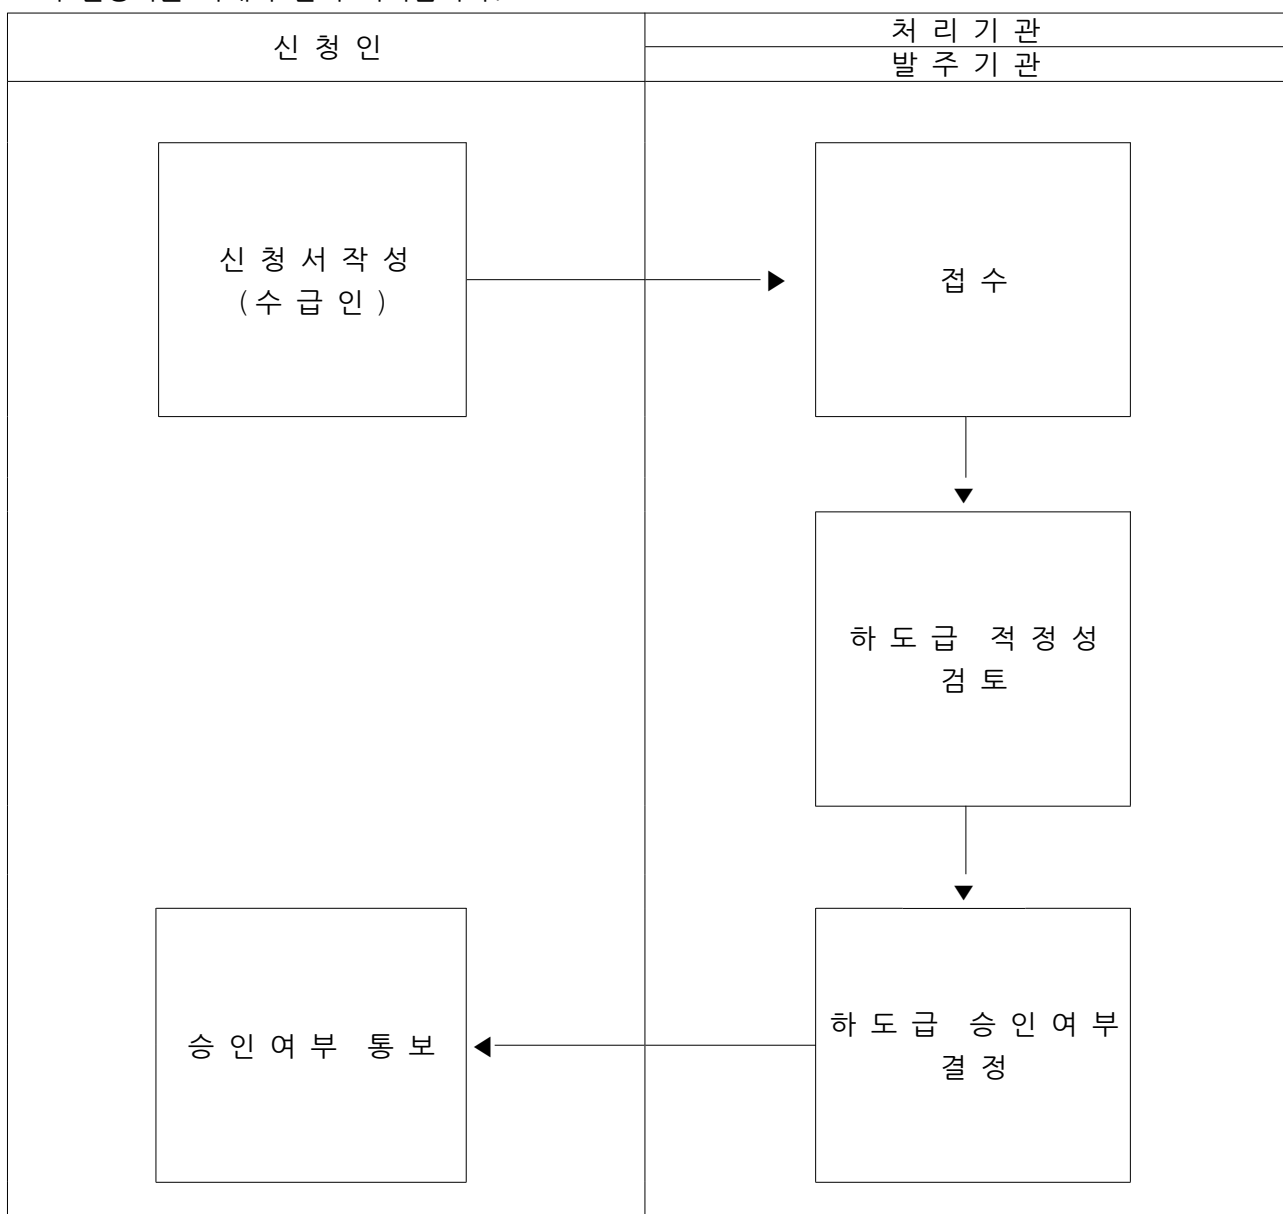 신 청 인
처 리 기 관
발 주 기 관
신 청 서 작 성
( 수 급 인 )
접 수
하 도 급 적 정 성
검 토
하 도 급 승 인 여 부
결 정
승 인 여 부 통 보